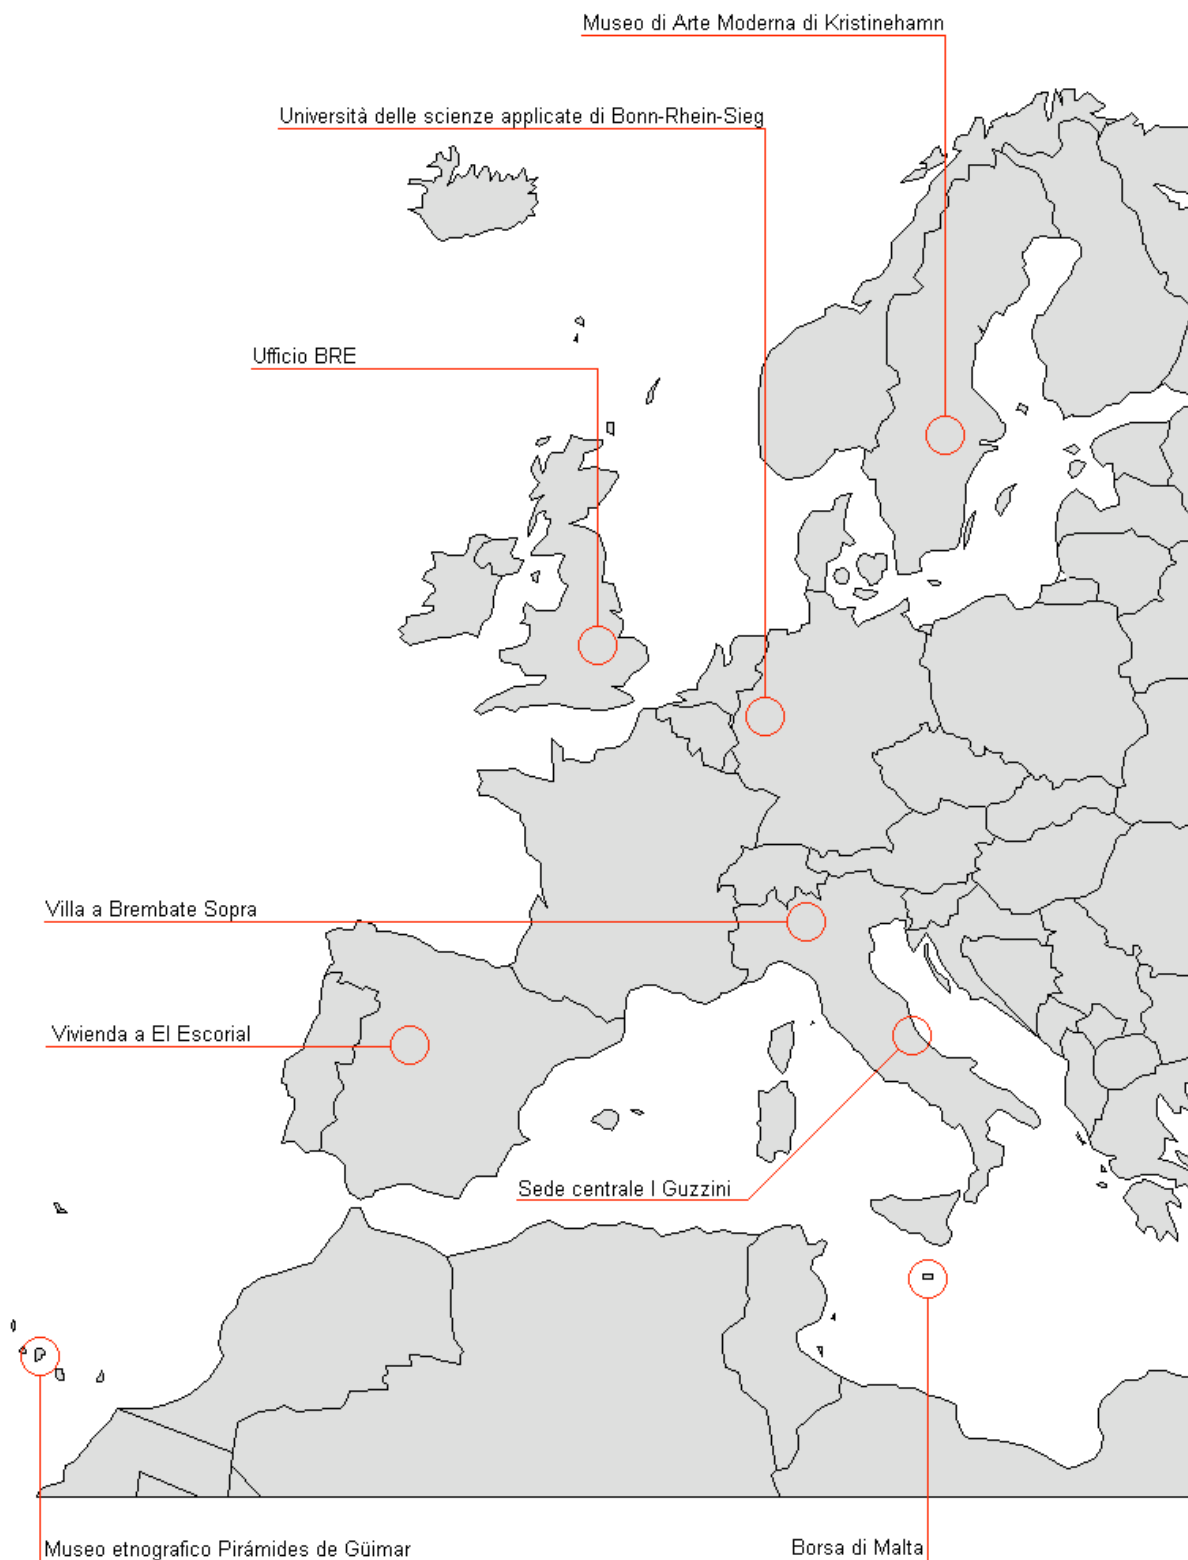 Museo di Arte Moderna di Kristinehamn
Università delle scienze applicate di Bonn-Rhein-Sieg
Ufficio BRE
Villa a Brembate Sopra
Vivienda a El Escorial
Sede centrale I Guzzini
Museo etnografico Pirámides de Güimar
Borsa di Malta